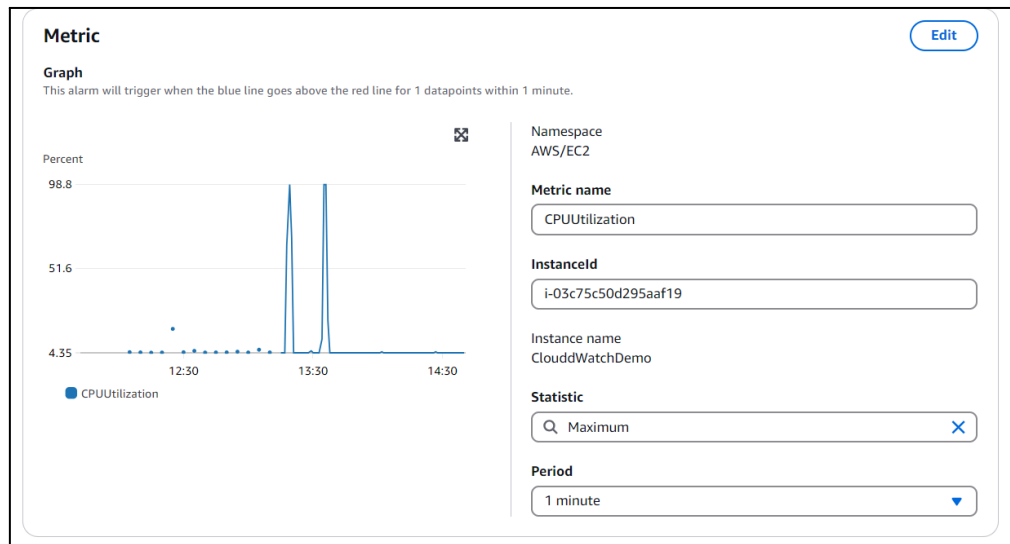 Metric
Edit
Graph
This alarm will trigger when the blue line goes above the red line for 1 datapoints within 1 minute.
Percent
98.8
51.6
4.35
12:30
13:30
14:30
CPUUtilization
Namespace
AWS/EC2
Metric name
CPUUtilization
InstanceId
i-03c75c50d295aaf19
Instance name
ClouddWatchDemo
Statistic
Maximum
Period
1 minute